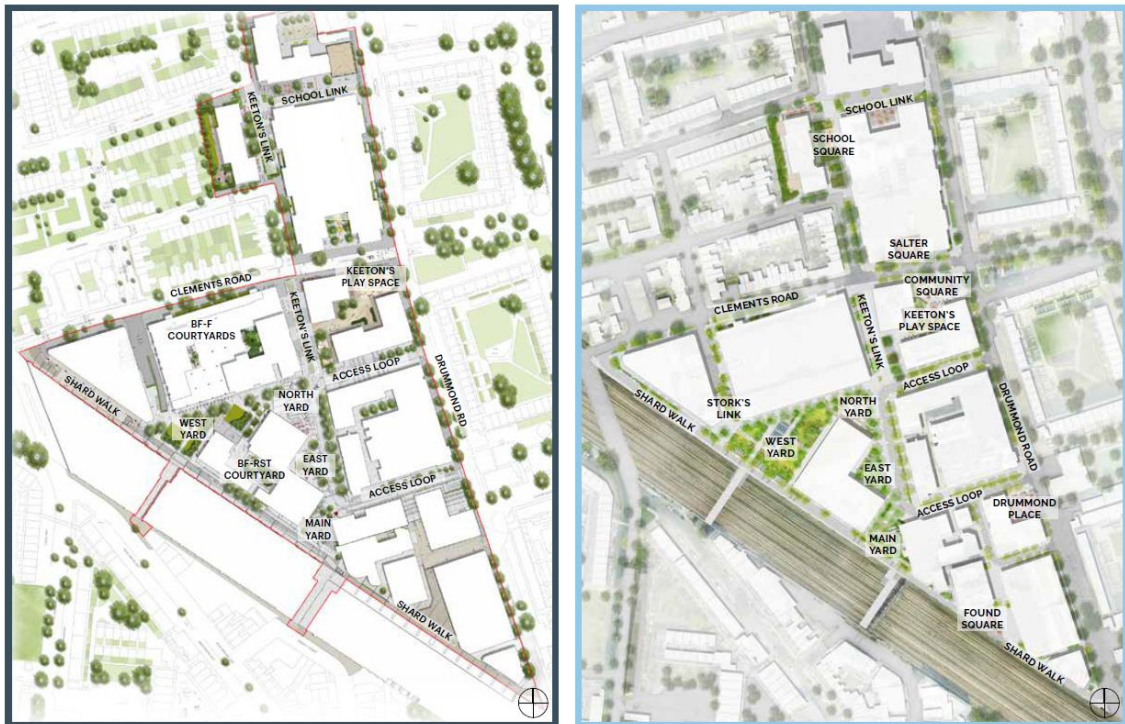 SCHOOL LINK
KEETON'S LINK
KEETON'S
PLAY SPACE
CLEMENTS ROAD
BF-F
COURTYARDS
KEETON'S LINK
ACCESS LOOP
DRUMMOND RD
SHARD WALK
NORTH
YARD
WEST
YARD
EAST
YARD
BF-RST
COURTYARD
ACCESS LOOP
MAIN
YARD
SHARD WALK
SCHOOL LINK
SCHOOL
SQUARE
SALTER
SQUARE
COMMUNITY
SQUARE
CLEMENTS ROAD
KEETON'S LINK
KEETON'S
PLAY SPACE
ACCESS LOOP
DRUMMOND ROAD
SHARD WALK
STORK'S
LINK
NORTH
YARD
WEST
YARD
EAST
YARD
ACCESS LOOP
DRUMMOND
PLACE
MAIN
YARD
FOUND
SQUARE
SHARD WALK